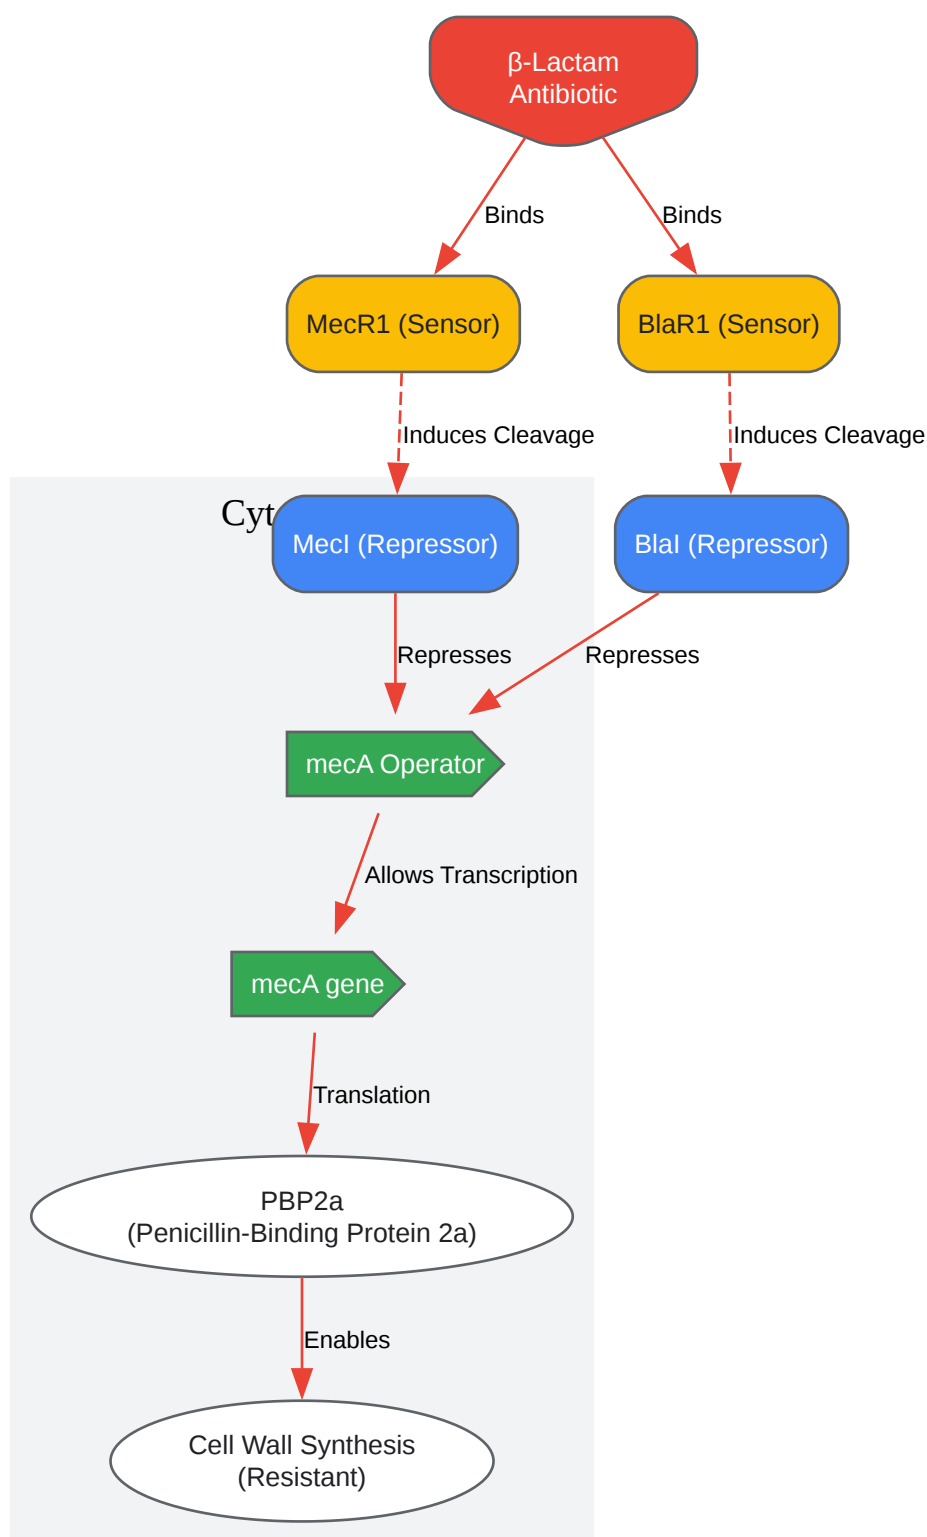 β-Lactam
Antibiotic
Binds
Binds
MecR1 (Sensor)
BlaR1 (Sensor)
Induces Cleavage
Induces Cleavage
Cyt
MecI (Repressor)
BlaI (Repressor)
Represses
Represses
mecA Operator
Allows Transcription
mecA gene
Translation
PBP2a
(Penicillin-Binding Protein 2a)
Enables
Cell Wall Synthesis
(Resistant)